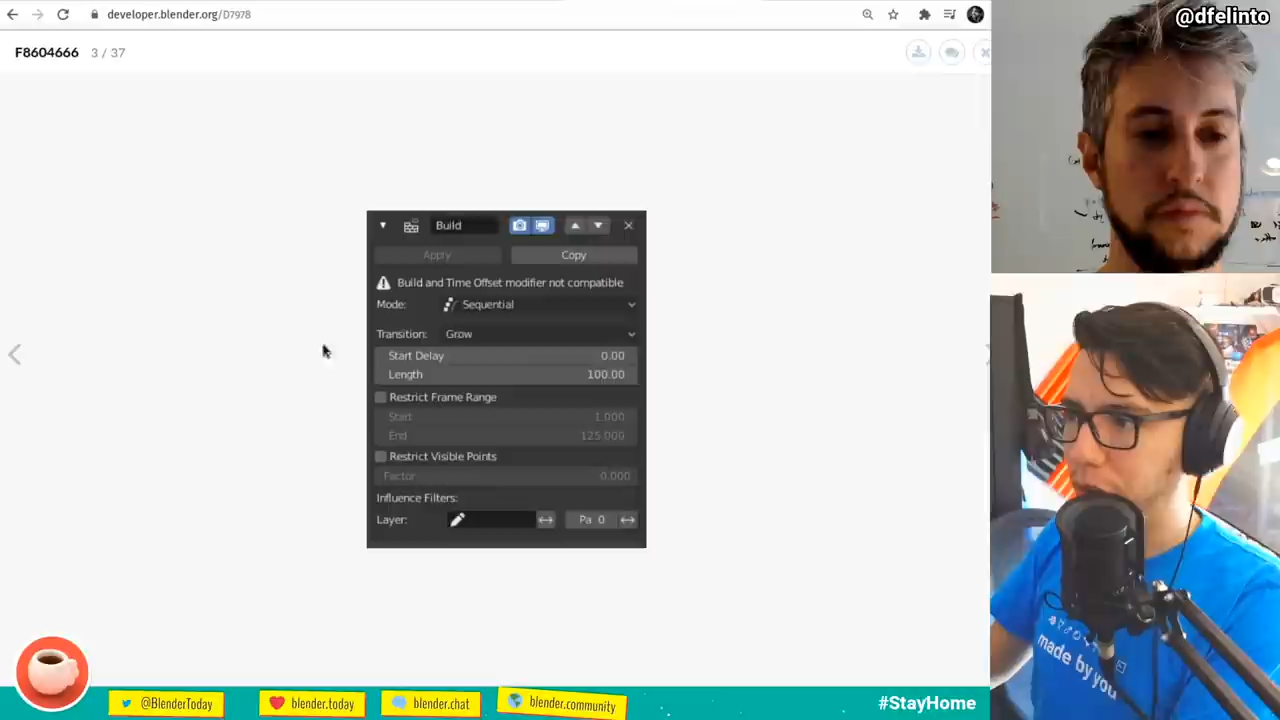 developer.blender.org/D7978
@dfelinto
F8604666 3 / 37
Build
Apply
Copy
Build and Time Offset modifier not compatible
Mode: Sequential
Transition: Grow
Start Delay 0.00
Length 100.00
Restrict Frame Range
Start 1.000
End 125.000
Restrict Visible Points
Factor 0.000
Influence Filters:
Layer: Pa 0
made by you
@BlenderToday
blender.today
blender.chat
blender.community
#StayHome